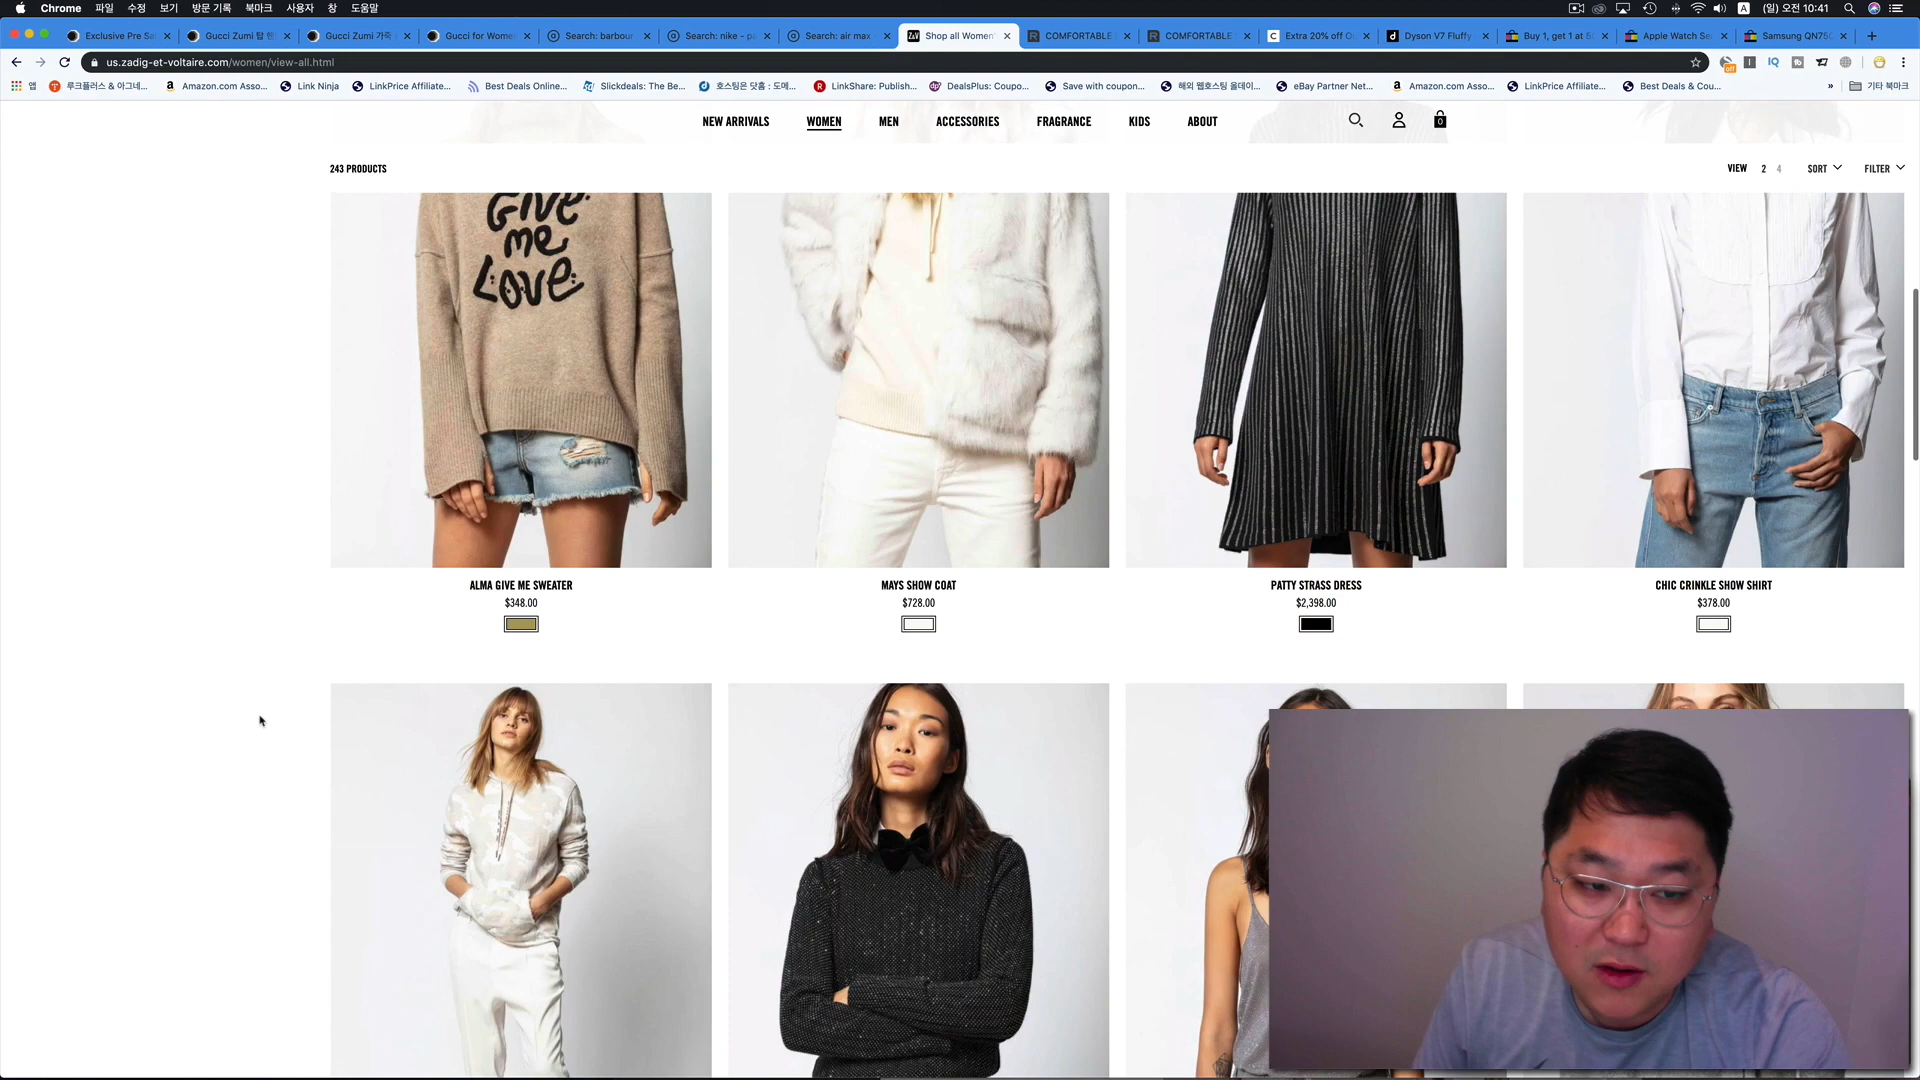 Chrome 파일 수정 보기 방문 기록 북마크 사용자 창 도움말 (일) 오전 10:41
Exclusive Pre Sa Gucci Zumi 탑 핸 Gucci Zumi 가죽 Gucci for Wome Search: barbour Search: nike - pa Search: air max Shop all Women' COMFORTABLE COMFORTABLE Extra 20% off O Dyson V7 Fluffy Buy 1, get 1 at 50 Apple Watch Se Samsung QN75
us.zadig-et-voltaire.com/women/view-all.html
앱 루크플러스 & 아그네... Amazon.com Asso... Link Ninja LinkPrice Affiliate... Best Deals Online... Slickdeals: The Be... 호스팅은 닷홈 : 도메... LinkShare: Publish... DealsPlus: Coupo... Save with coupon... 해외 웹호스팅 올데이... eBay Partner Net... Amazon.com Asso... LinkPrice Affiliate... Best Deals & Cou... » 기타 북마크
NEW ARRIVALS WOMEN MEN ACCESSORIES FRAGRANCE KIDS ABOUT 0
243 PRODUCTS VIEW 2 4 SORT FILTER
GIVE
me
LOVE
ALMA GIVE ME SWEATER MAYS SHOW COAT PATTY STRASS DRESS CHIC CRINKLE SHOW SHIRT
$348.00 $728.00 $2,398.00 $378.00